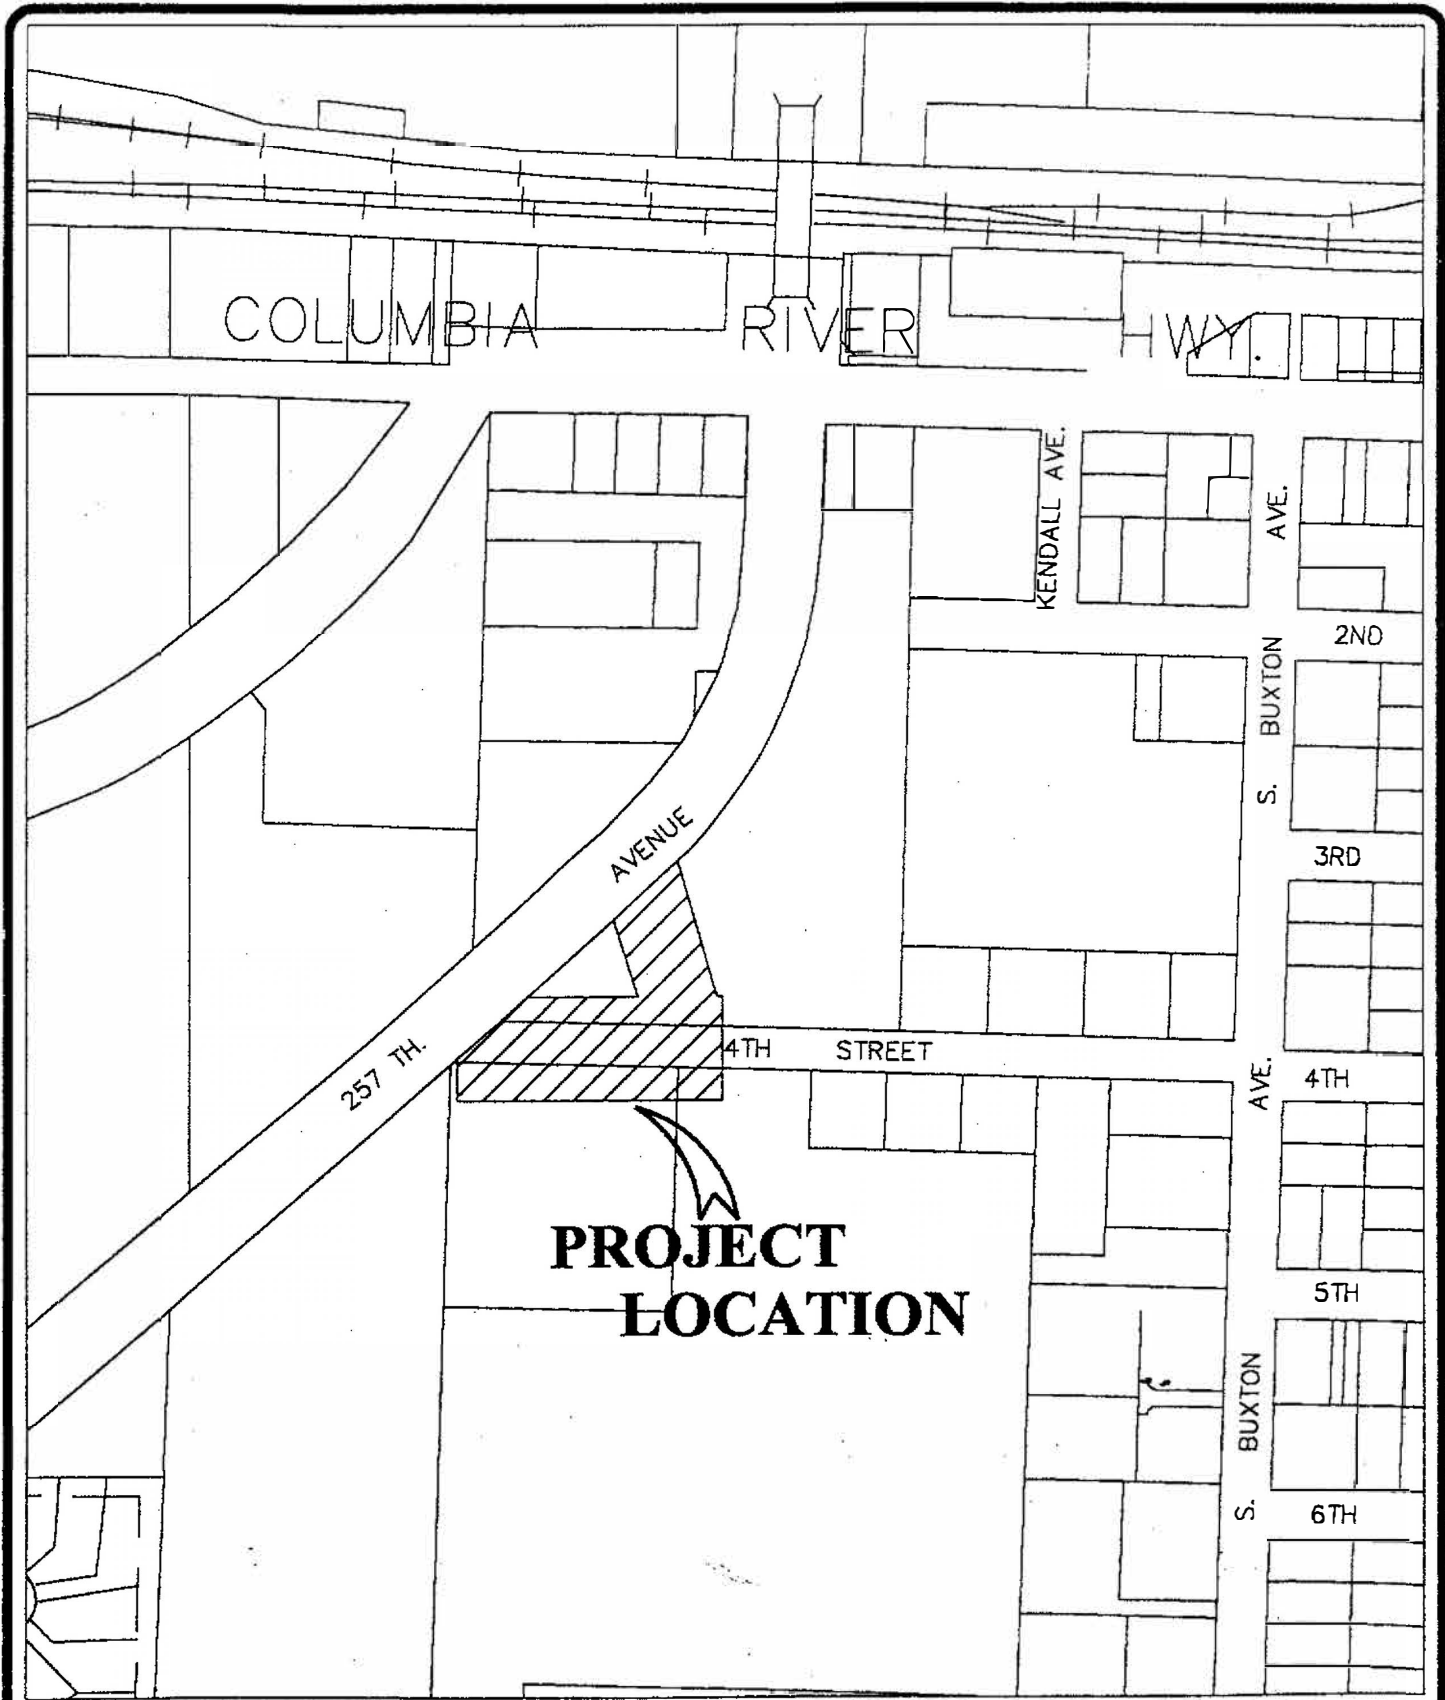 COLUMBIA RIVER HWY.
KENDALL AVE.
AVE.
2ND
S. BUXTON
3RD
AVENUE
257 TH.
4TH STREET
AVE.
4TH
PROJECT
LOCATION
5TH
S. BUXTON
6TH